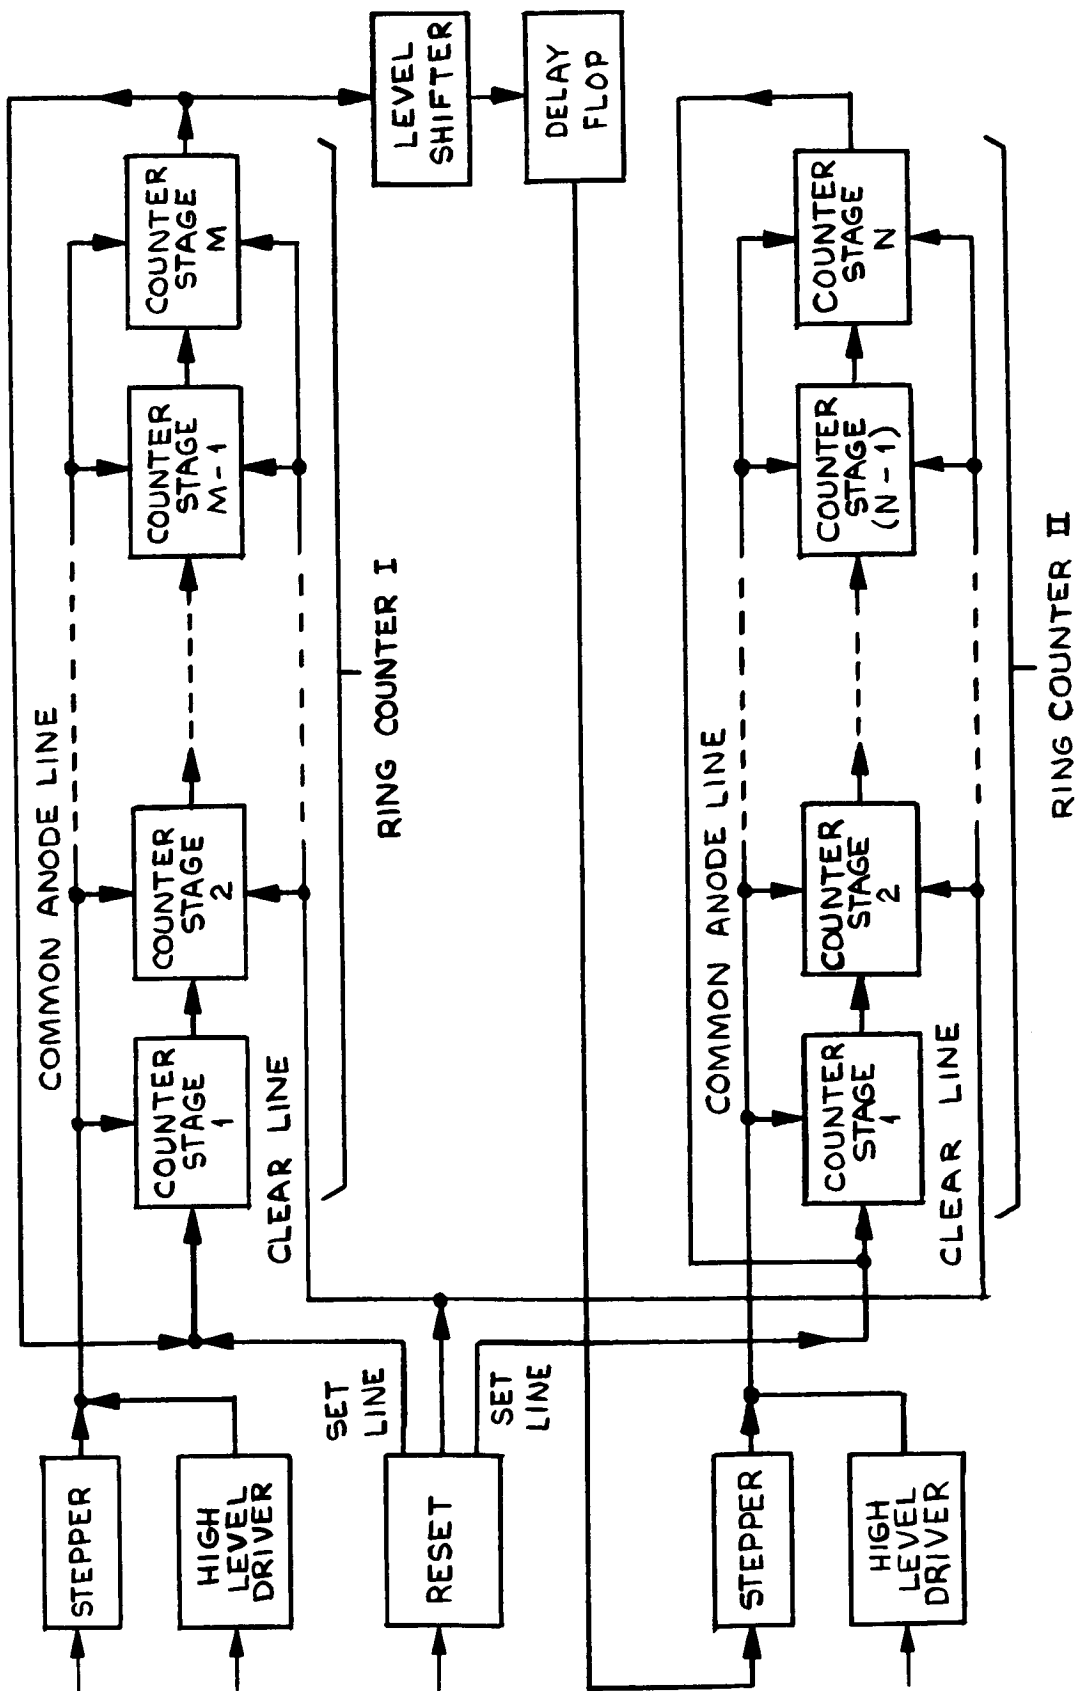 STEPPER
HIGH
LEVEL
DRIVER
COMMON ANODE LINE
COUNTER
STAGE
1
COUNTER
STAGE
2
COUNTER
STAGE
M-1
COUNTER
STAGE
M
CLEAR LINE
RING COUNTER I
LEVEL
SHIFTER
DELAY
FLOP
RESET
SET
LINE
SET
LINE
STEPPER
HIGH
LEVEL
DRIVER
COMMON ANODE LINE
COUNTER
STAGE
1
COUNTER
STAGE
2
COUNTER
STAGE
(N-1)
COUNTER
STAGE
N
CLEAR LINE
RING COUNTER II